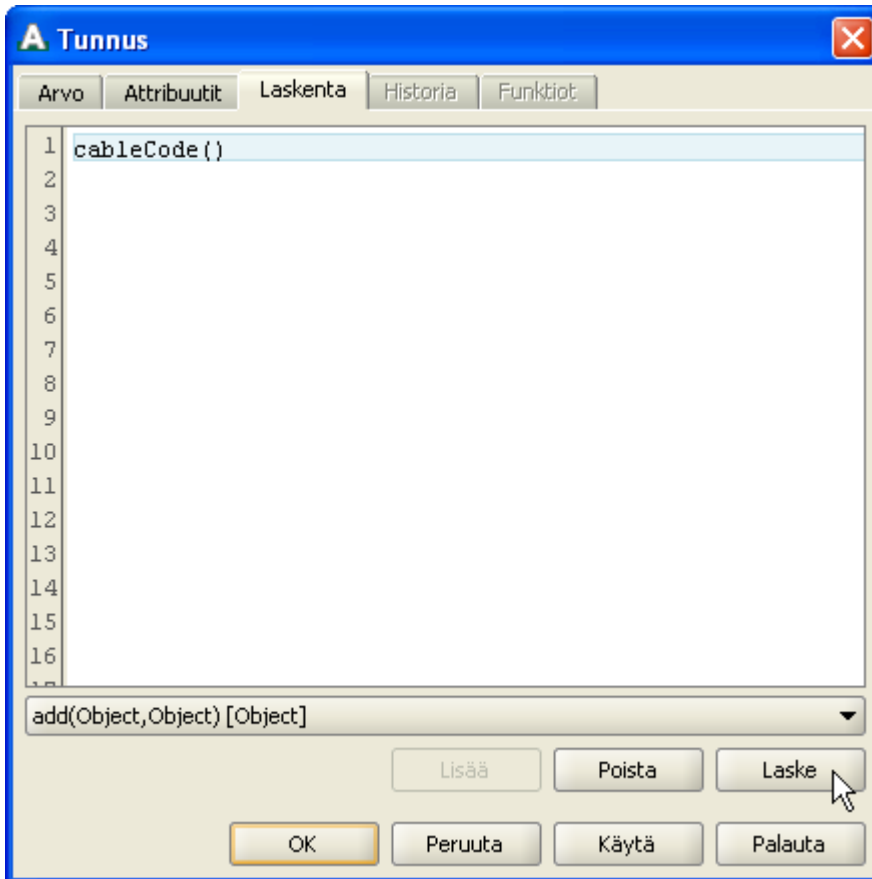 A Tunnus
Arvo Attribuutit Laskenta Historia Funktiot
1 cableCode()
2
3
4
5
6
7
8
9
10
11
12
13
14
15
16
add(Object,Object) [Object]
Lisää Poista Laske
OK Peruuta Käytä Palauta